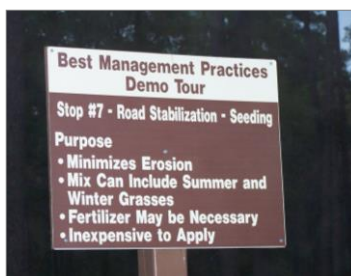 Best Management Practices
Demo Tour
Stop #7 - Road Stabilization - Seeding
Purpose
• Minimizes Erosion
• Mix Can Include Summer and
Winter Grasses
• Fertilizer May be Necessary
• Inexpensive to Apply